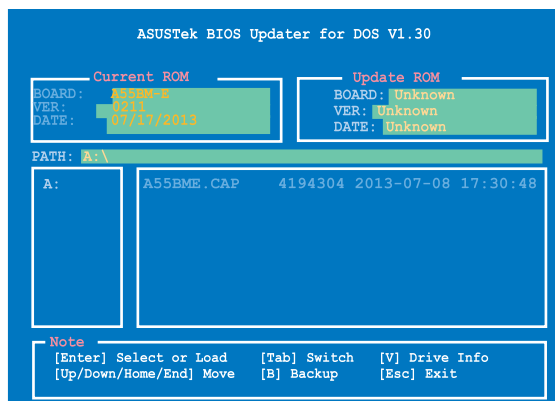 ASUSTek BIOS Updater for DOS V1.30
Current ROM
BOARD: A55BM-E
VER: 0211
DATE: 07/17/2013
Update ROM
BOARD: Unknown
VER: Unknown
DATE: Unknown
PATH: A:\
A:
A55BME.CAP 4194304 2013-07-08 17:30:48
Note
[Enter] Select or Load [Tab] Switch [V] Drive Info
[Up/Down/Home/End] Move [B] Backup [Esc] Exit